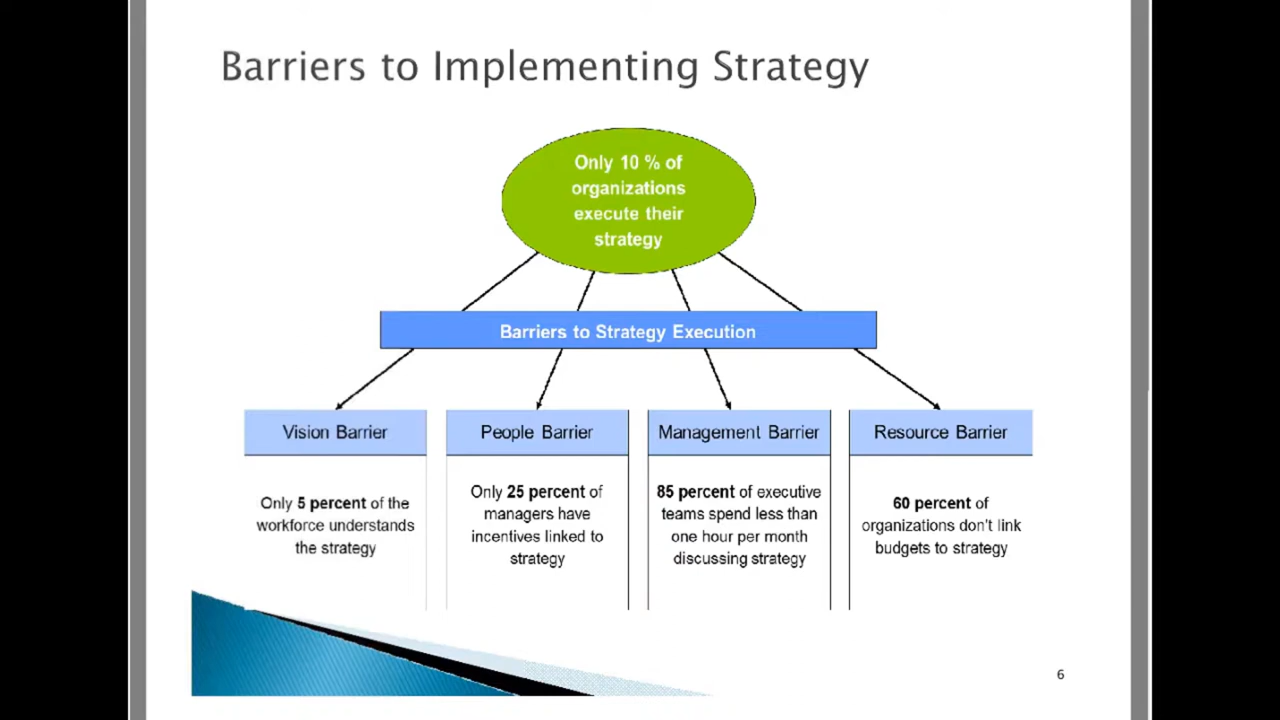 Barriers to Implementing Strategy
Only 10 % of
organizations
execute their
strategy
Barriers to Strategy Execution
Vision Barrier
Only 5 percent of the
workforce understands
the strategy
People Barrier
Only 25 percent of
managers have
incentives linked to
strategy
Management Barrier
85 percent of executive
teams spend less than
one hour per month
discussing strategy
Resource Barrier
60 percent of
organizations don't link
budgets to strategy
6